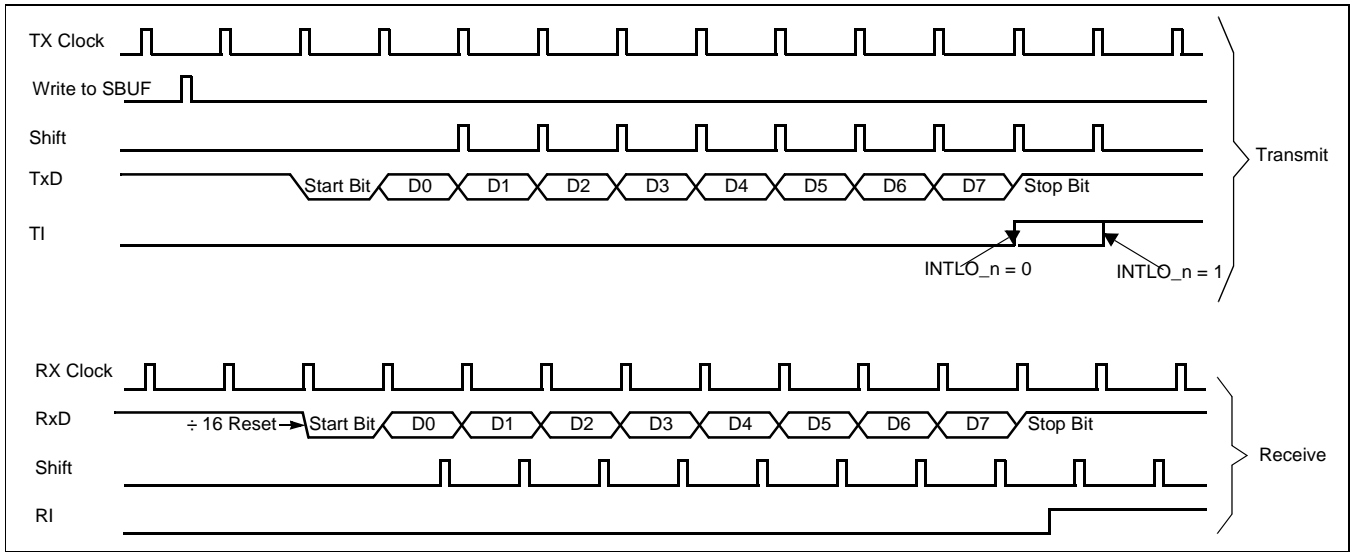 TX Clock
Write to SBUF
Shift
TxD
Start Bit D0 D1 D2 D3 D4 D5 D6 D7 Stop Bit
TI
INTLO_n = 0
INTLO_n = 1
Transmit
RX Clock
RxD
÷ 16 Reset Start Bit D0 D1 D2 D3 D4 D5 D6 D7 Stop Bit
Shift
RI
Receive